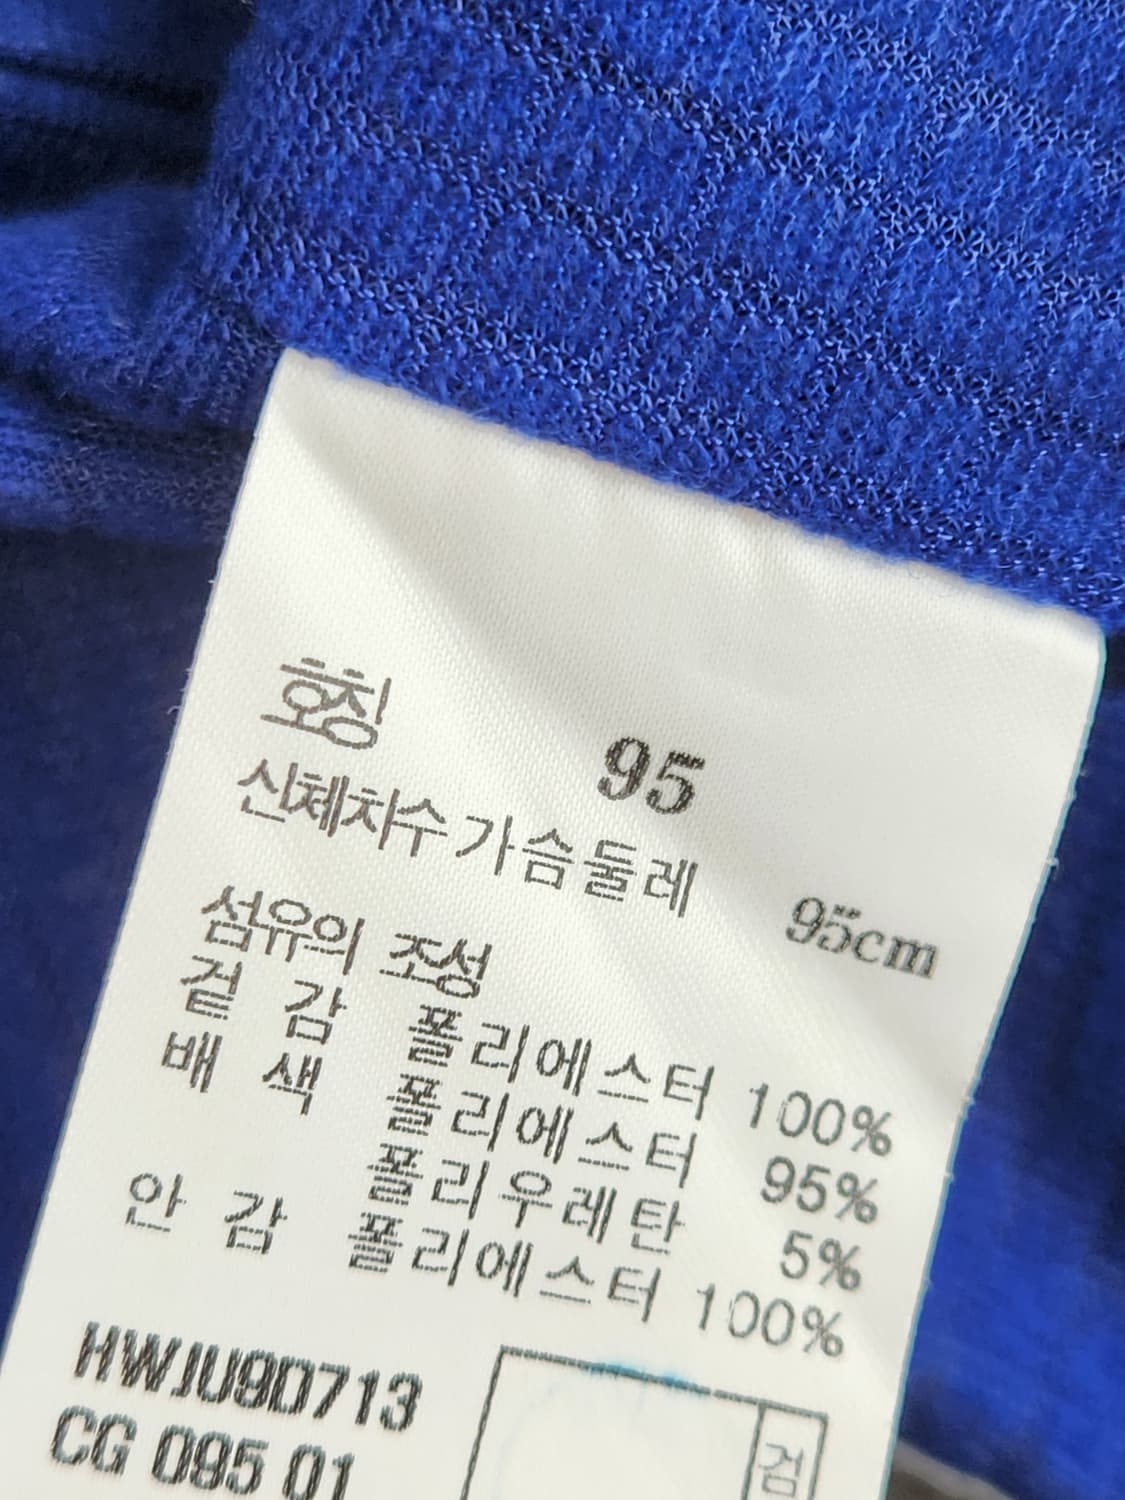 호칭 95
신체치수 가슴둘레 95cm
섬유의 조성
겉 감 폴리에스터 100%
배 색 폴리에스터 95%
폴리우레탄 5%
안 감 폴리에스터 100%
HWJU9D713
CG 095 01
검